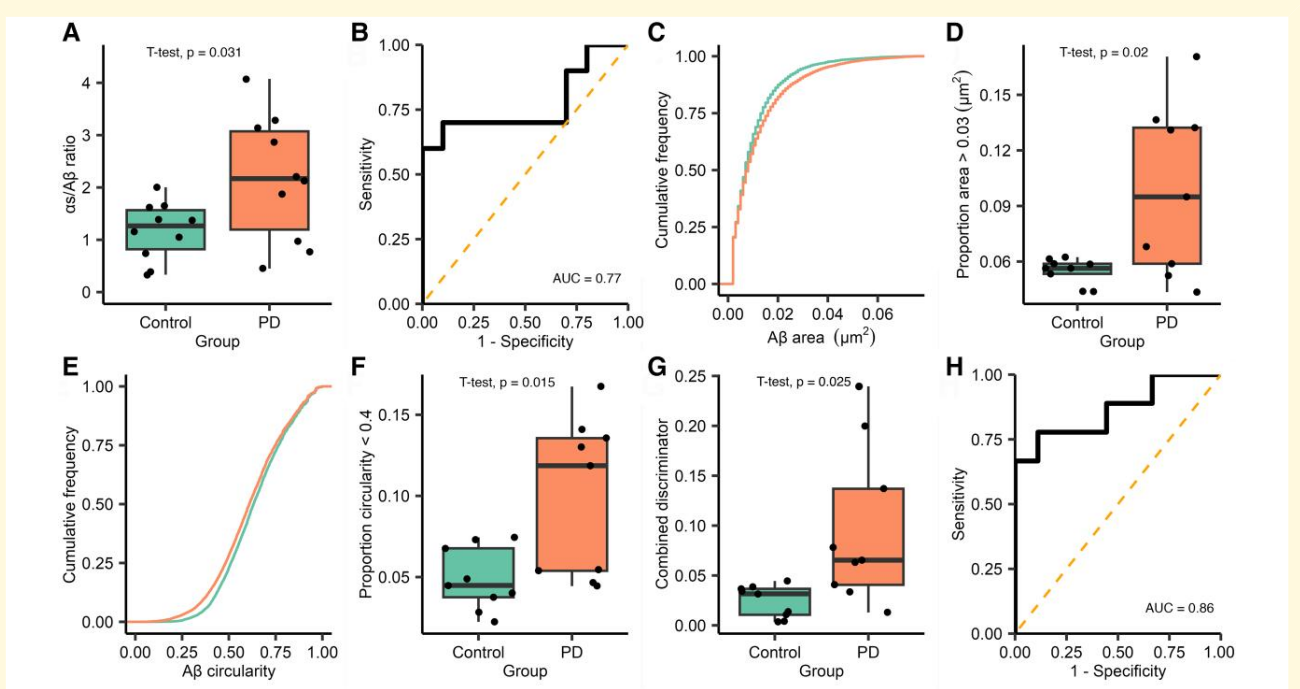 A
T-test, p = 0.031
αs/Aβ ratio
4
3
2
1
0
Control
PD
Group
B
Sensitivity
1.00
0.75
0.50
0.25
0.00
AUC = 0.77
0.00 0.25 0.50 0.75 1.00
1 - Specificity
C
Cumulative frequency
1.00
0.75
0.50
0.25
0.00
0.00 0.02 0.04 0.06
Aβ area (μm²)
D
T-test, p = 0.02
Proportion area > 0.03 (μm²)
0.15
0.12
0.09
0.06
Control PD
Group
E
Cumulative frequency
1.00
0.75
0.50
0.25
0.00
0.00 0.25 0.50 0.75 1.00
Aβ circularity
F
T-test, p = 0.015
Proportion circularity < 0.4
0.15
0.10
0.05
Control PD
Group
G
T-test, p = 0.025
Combined discriminator
0.25
0.20
0.15
0.10
0.05
0.00
Control PD
Group
H
Sensitivity
1.00
0.75
0.50
0.25
0.00
AUC = 0.86
0.00 0.25 0.50 0.75 1.00
1 - Specificity